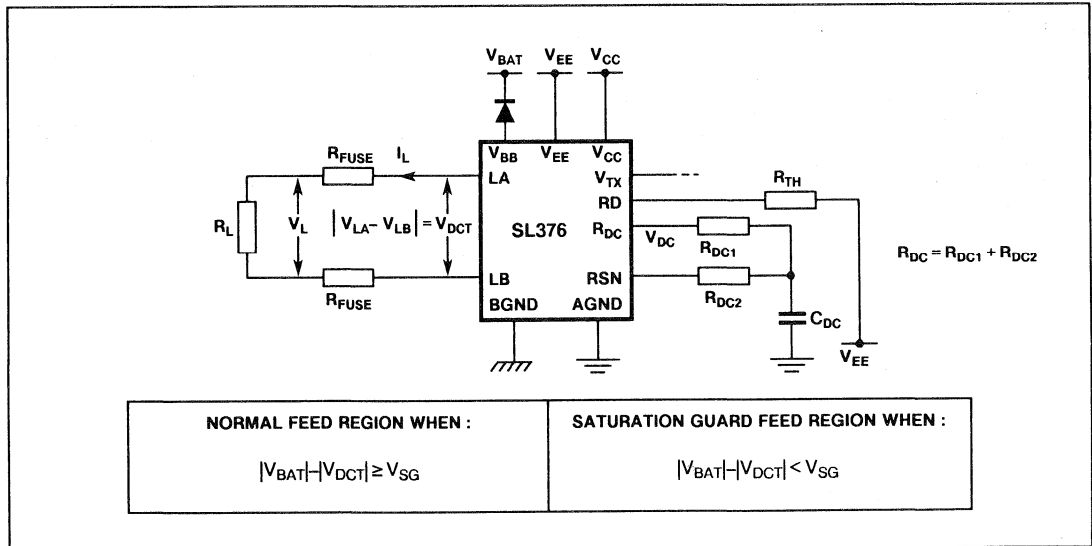 V_BAT V_EE V_CC
R_FUSE I_L V_BB V_EE V_CC
LA V_TX
R_TH
RD
R_L V_L |V_LA – V_LB| = V_DCT SL376 R_DC V_DC R_DC1
R_DC = R_DC1 + R_DC2
LB RSN R_DC2
R_FUSE BGND AGND
C_DC
V_EE
NORMAL FEED REGION WHEN :
|V_BAT|–|V_DCT| ≥ V_SG
SATURATION GUARD FEED REGION WHEN :
|V_BAT|–|V_DCT| < V_SG